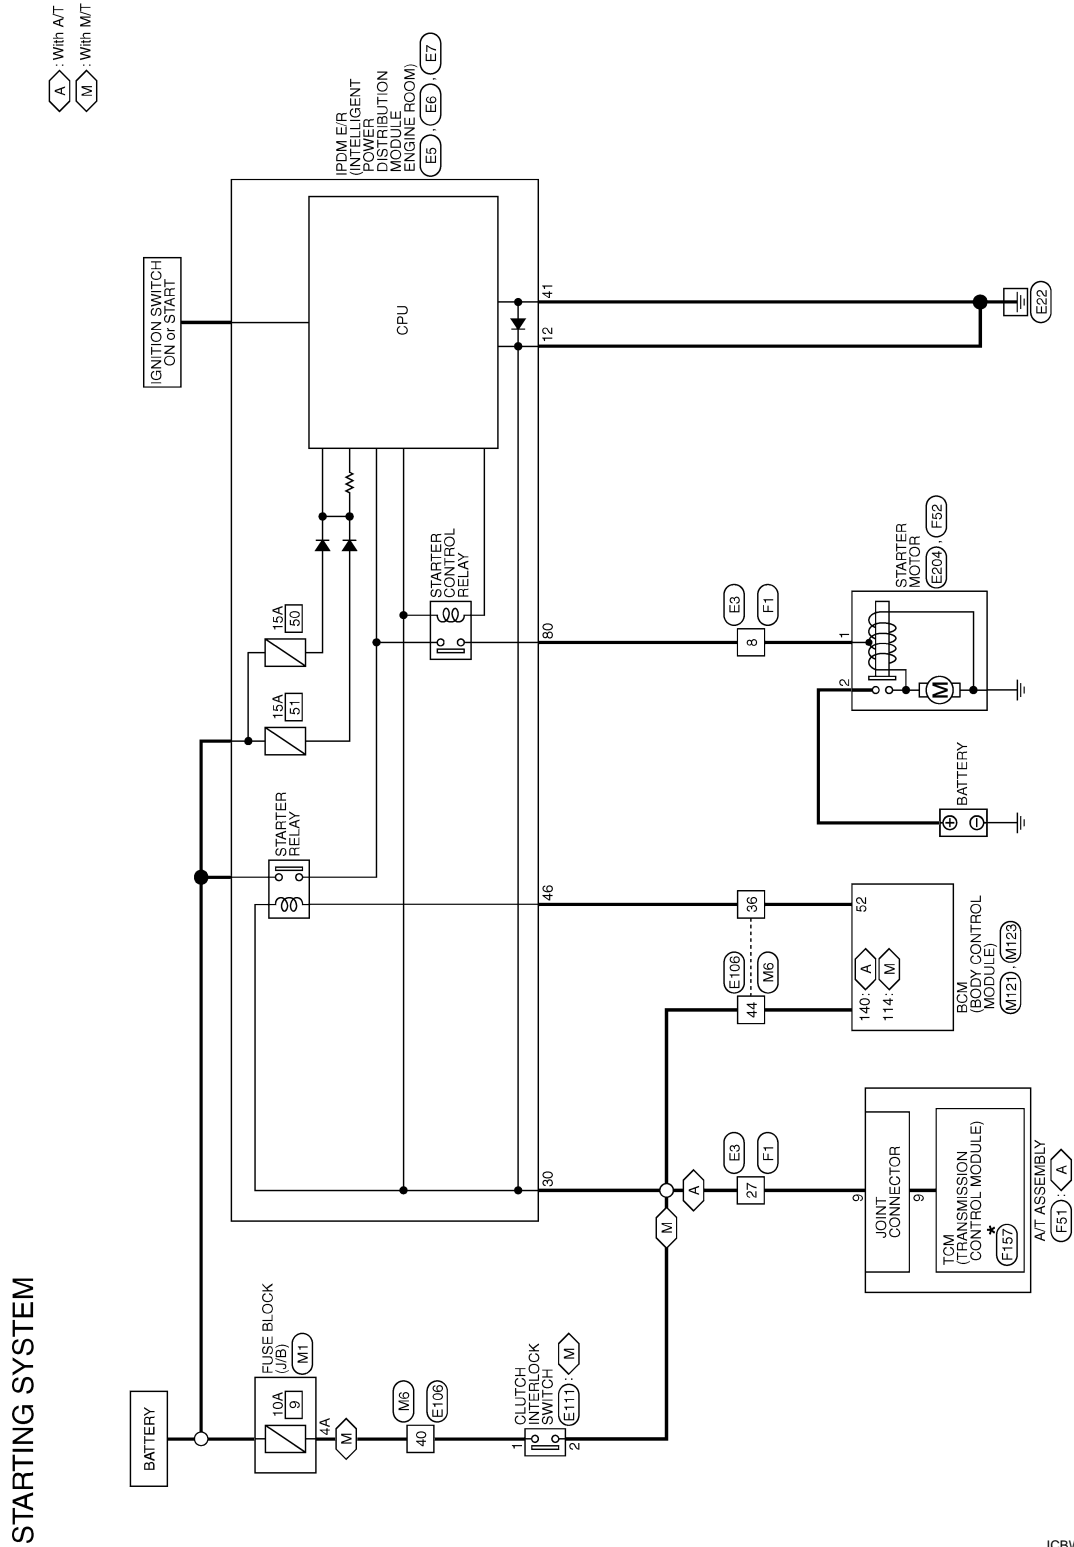 STARTING SYSTEM
A : With A/T
M : With M/T
BATTERY
FUSE BLOCK
(J/B)
M1
10A
9
4A
M
M6
E106
40
1
CLUTCH
INTERLOCK
SWITCH
E111 : M
2
IGNITION SWITCH
ON or START
IPDM E/R
(INTELLIGENT
POWER
DISTRIBUTION
MODULE
ENGINE ROOM)
E5 , E6 , E7
CPU
STARTER
RELAY
15A
51
15A
50
STARTER
CONTROL
RELAY
30
46
80
12
41
M
A
E3
F1
27
9
JOINT
CONNECTOR
9
TCM
(TRANSMISSION
CONTROL MODULE)
*
F157
A/T ASSEMBLY
F51 : A
E106
M6
44
36
140: A
114: M
52
BCM
(BODY CONTROL
MODULE)
M121 , M123
BATTERY
+
−
E3
F1
8
2
1
M
STARTER
MOTOR
E204 , F52
E22